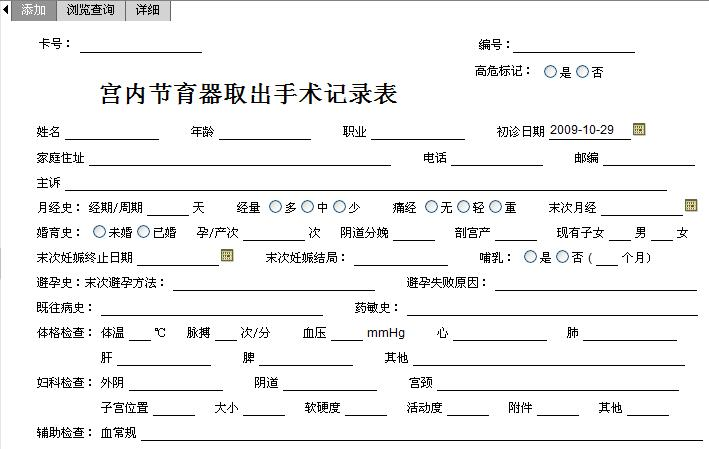 添加 浏览查询 详细
卡号： 编号：
高危标记： 是 否
宫内节育器取出手术记录表
姓名 年龄 职业 初诊日期 2009-10-29
家庭住址 电话 邮编
主诉
月经史： 经期/周期 天 经量 多 中 少 痛经 无 轻 重 末次月经
婚育史： 未婚 已婚 孕/产次 次 阴道分娩 剖宫产 现有子女 男 女
末次妊娠终止日期 末次妊娠结局： 哺乳： 是 否（ 个月）
避孕史：末次避孕方法： 避孕失败原因：
既往病史： 药敏史：
体格检查： 体温 ℃ 脉搏 次/分 血压 mmHg 心 肺
肝 脾 其他
妇科检查： 外阴 阴道 宫颈
子宫位置 大小 软硬度 活动度 附件 其他
辅助检查： 血常规